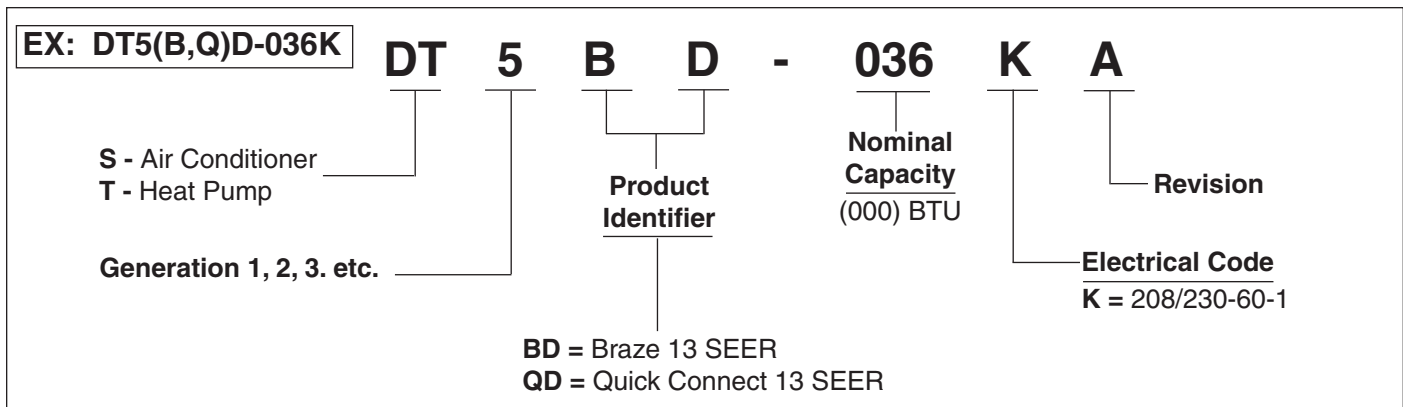 EX: DT5(B,Q)D-036K
DT 5 B D - 036 K A
S - Air Conditioner
T - Heat Pump
Generation 1, 2, 3. etc.
Product
Identifier
BD = Braze 13 SEER
QD = Quick Connect 13 SEER
Nominal
Capacity
(000) BTU
Revision
Electrical Code
K = 208/230-60-1